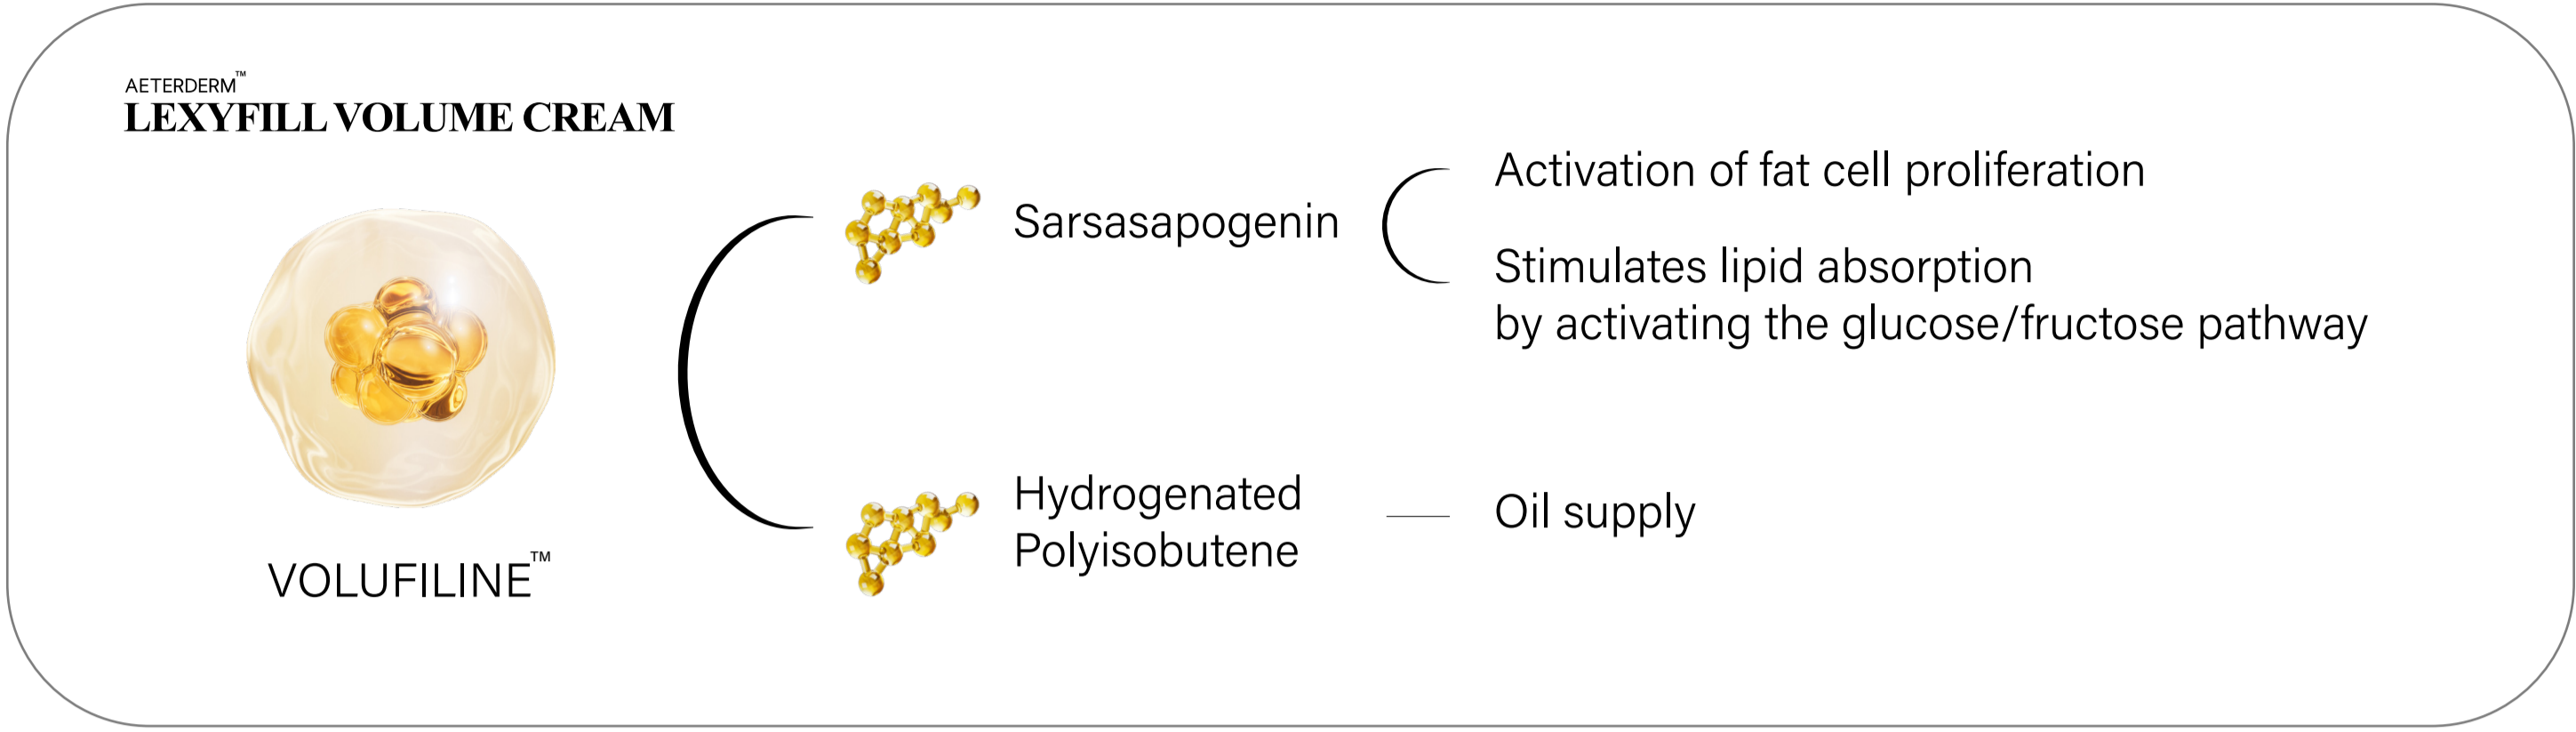 AETERDERM™
LEXYFILL VOLUME CREAM
VOLUFILINE™
Sarsasapogenin
Activation of fat cell proliferation
Stimulates lipid absorption
by activating the glucose/fructose pathway
Hydrogenated
Polyisobutene
Oil supply